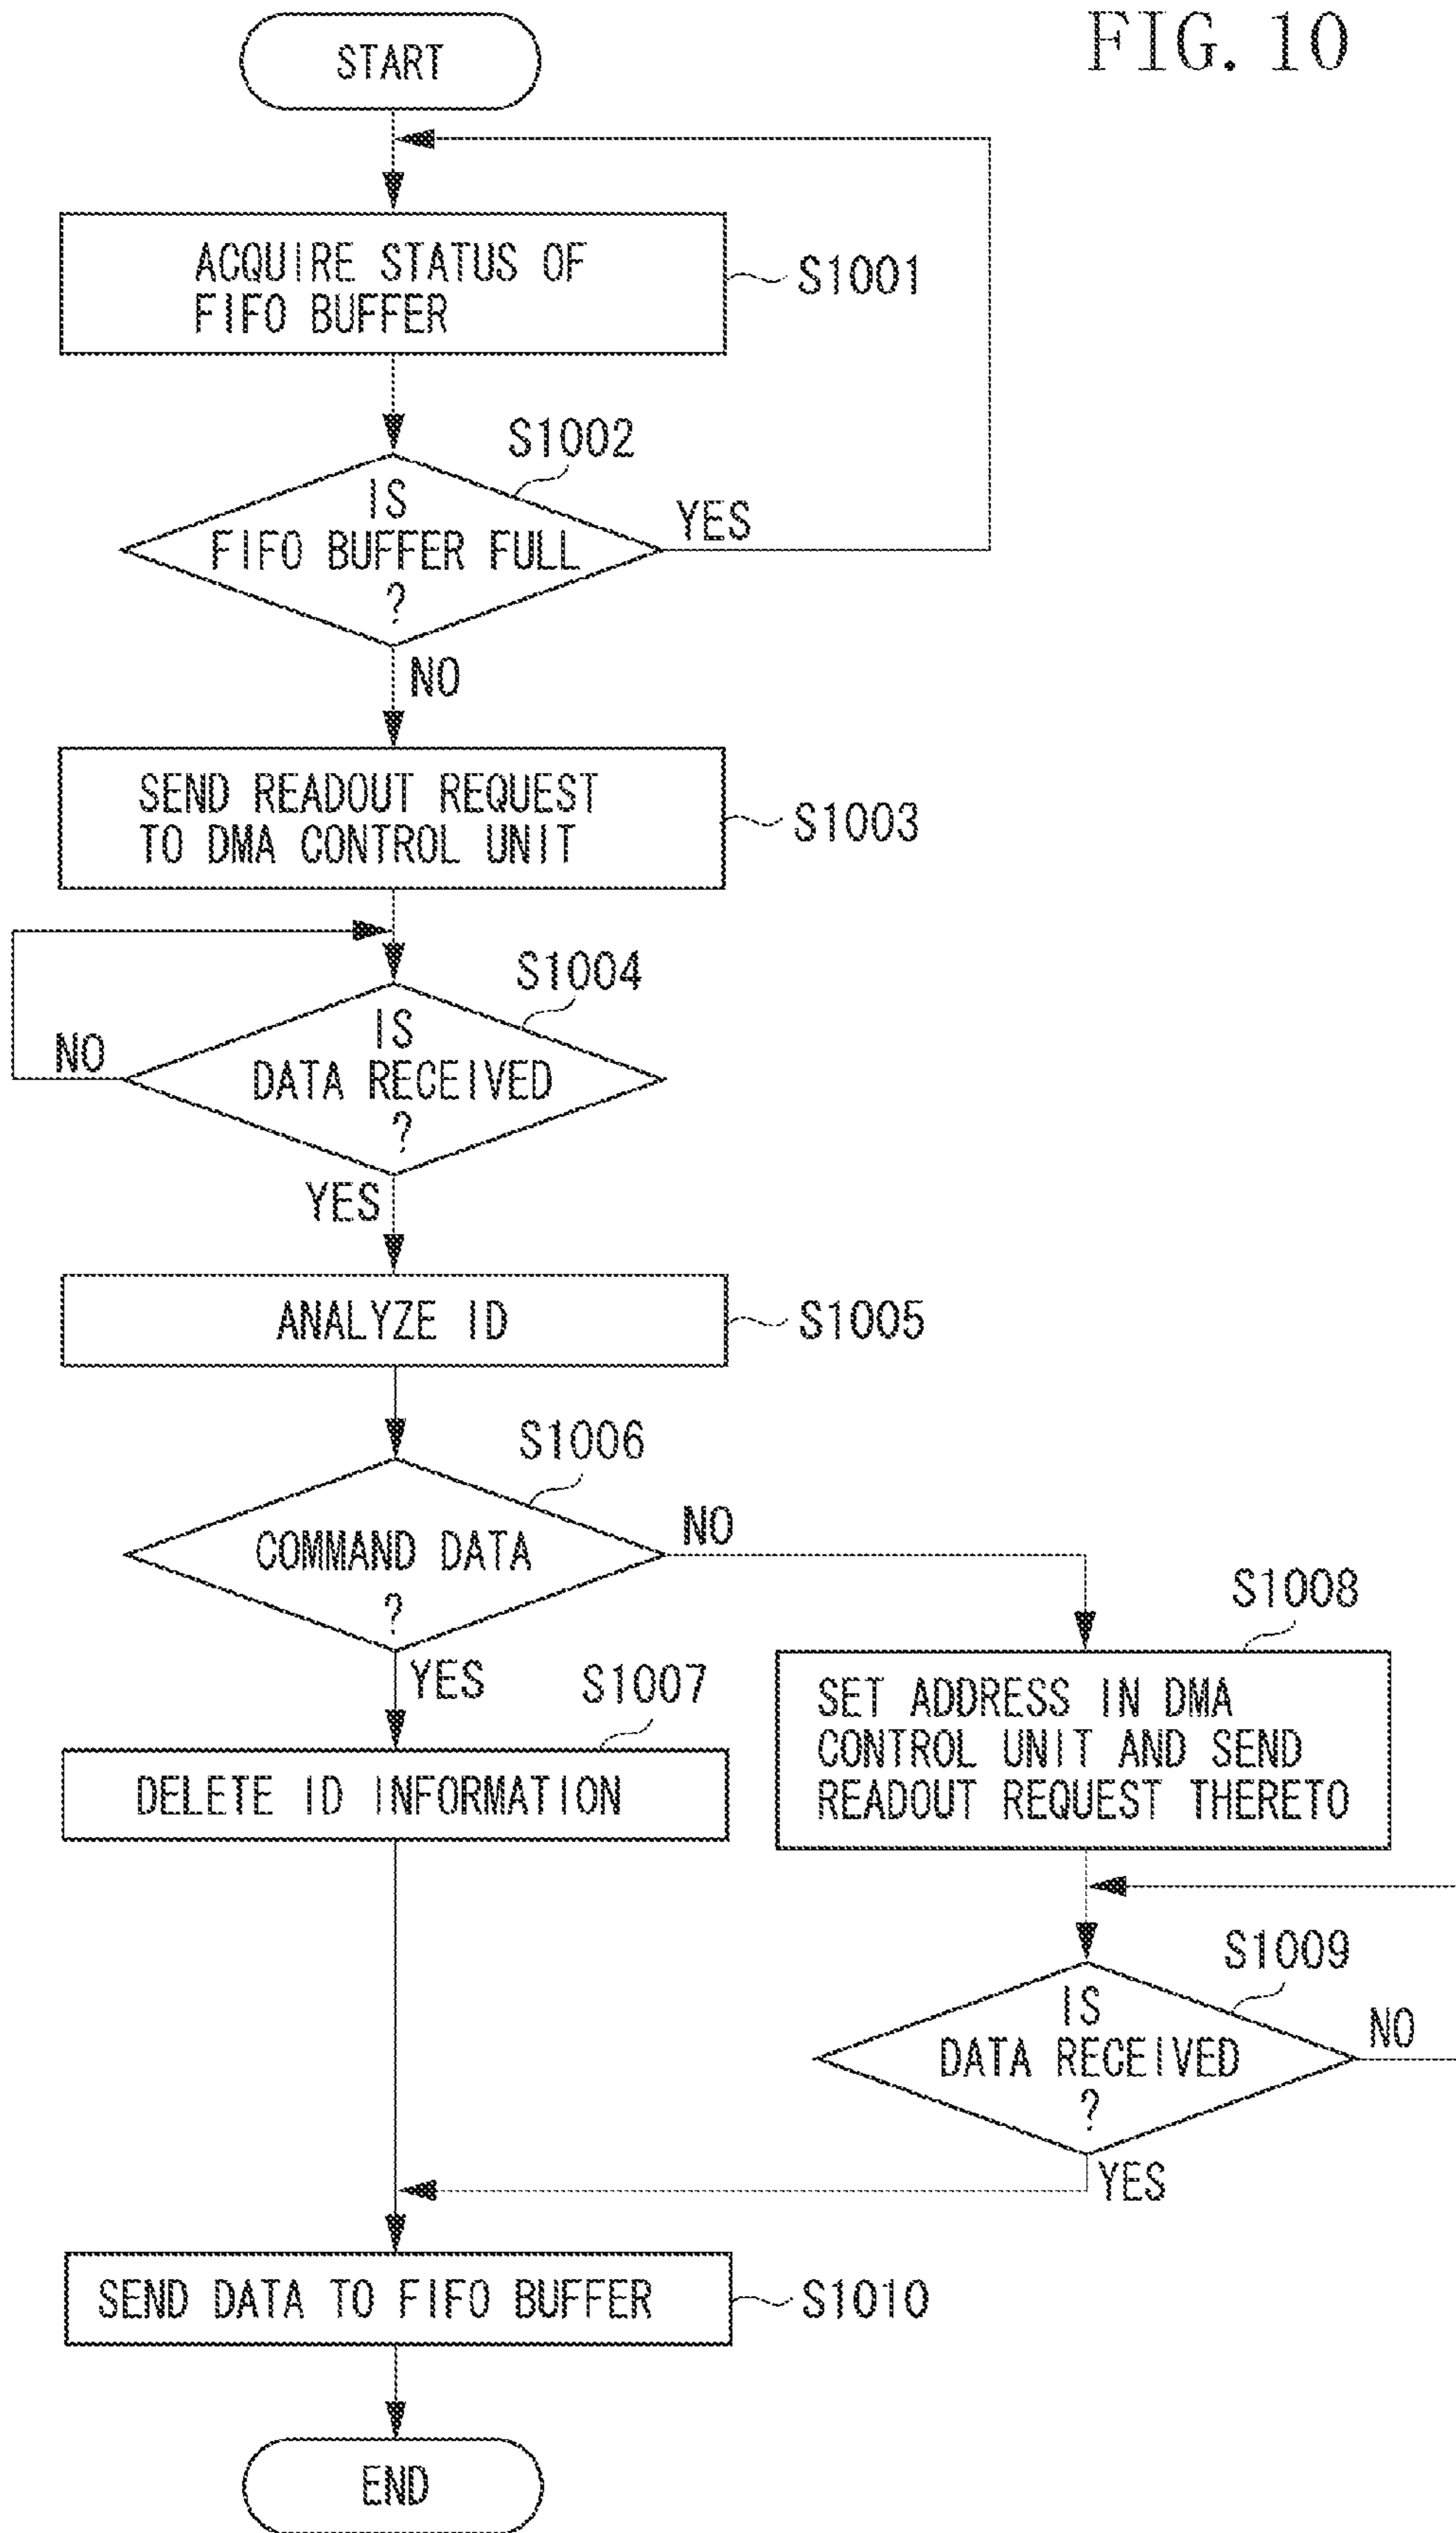 FIG. 10
START
ACQUIRE STATUS OF
FIFO BUFFER
S1001
S1002
IS
FIFO BUFFER FULL
?
YES
NO
SEND READOUT REQUEST
TO DMA CONTROL UNIT
S1003
S1004
IS
DATA RECEIVED
?
NO
YES
ANALYZE ID
S1005
S1006
COMMAND DATA
?
NO
YES
S1007
DELETE ID INFORMATION
S1008
SET ADDRESS IN DMA
CONTROL UNIT AND SEND
READOUT REQUEST THERETO
S1009
IS
DATA RECEIVED
?
NO
YES
SEND DATA TO FIFO BUFFER
S1010
END